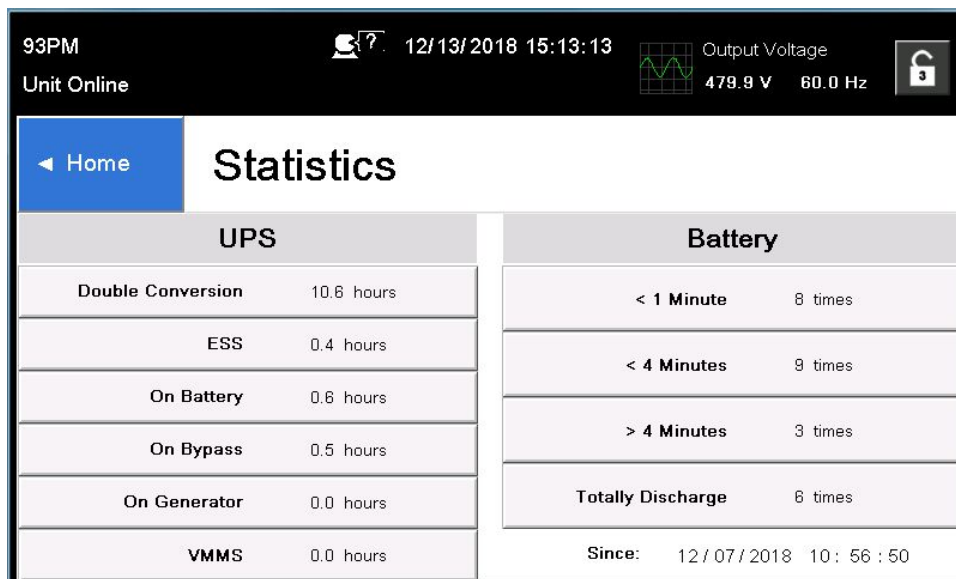 93PM
?
12/13/2018 15:13:13
Output Voltage
Unit Online
479.9 V 60.0 Hz
3
◄ Home
Statistics
UPS
Double Conversion 10.6 hours
ESS 0.4 hours
On Battery 0.6 hours
On Bypass 0.5 hours
On Generator 0.0 hours
VMMS 0.0 hours
Battery
< 1 Minute 8 times
< 4 Minutes 9 times
> 4 Minutes 3 times
Totally Discharge 6 times
Since: 12/07/2018 10:56:50